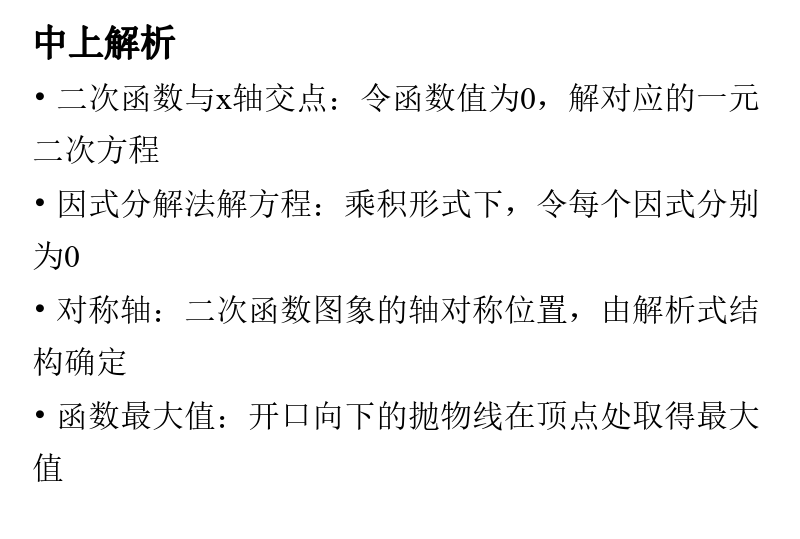 中上解析
• 二次函数与x轴交点：令函数值为0，解对应的一元
二次方程
• 因式分解法解方程：乘积形式下，令每个因式分别
为0
• 对称轴：二次函数图象的轴对称位置，由解析式结
构确定
• 函数最大值：开口向下的抛物线在顶点处取得最大
值